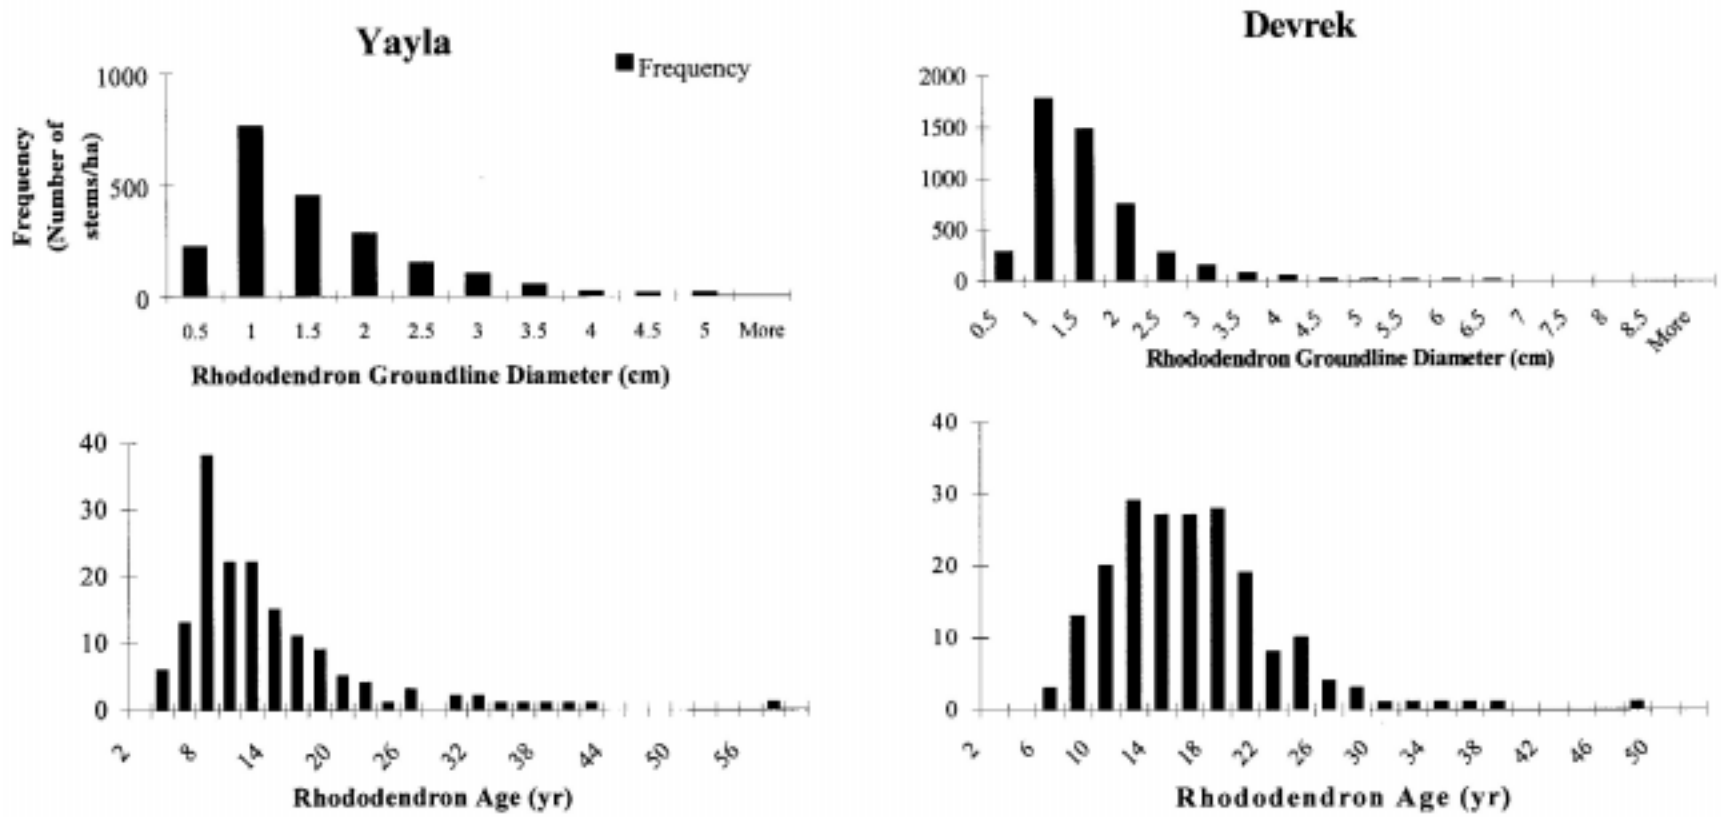 Yayla
Frequency
Frequency
(Number of
stems/ha)
1000
500
0
0.5 1 1.5 2 2.5 3 3.5 4 4.5 5 More
Rhododendron Groundline Diameter (cm)
Devrek
2000
1500
1000
500
0
0.5 1 1.5 2 2.5 3 3.5 4 4.5 5 5.5 6 6.5 7 7.5 8 8.5 More
Rhododendron Groundline Diameter (cm)
40
30
20
10
0
2 8 14 20 26 32 38 44 50 56
Rhododendron Age (yr)
40
30
20
10
0
2 6 10 14 18 22 26 30 34 38 42 46 50
Rhododendron Age (yr)